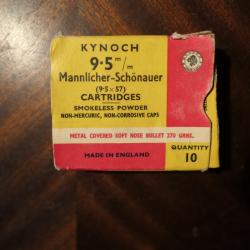 KYNOCH
9·5 m/m
Mannlicher-Schönauer
(9·5 × 57)
CARTRIDGES
SMOKELESS POWDER
NON-MERCURIC, NON-CORROSIVE CAPS
METAL COVERED SOFT NOSE BULLET 270 GRNS.
MADE IN ENGLAND
QUANTITY
10